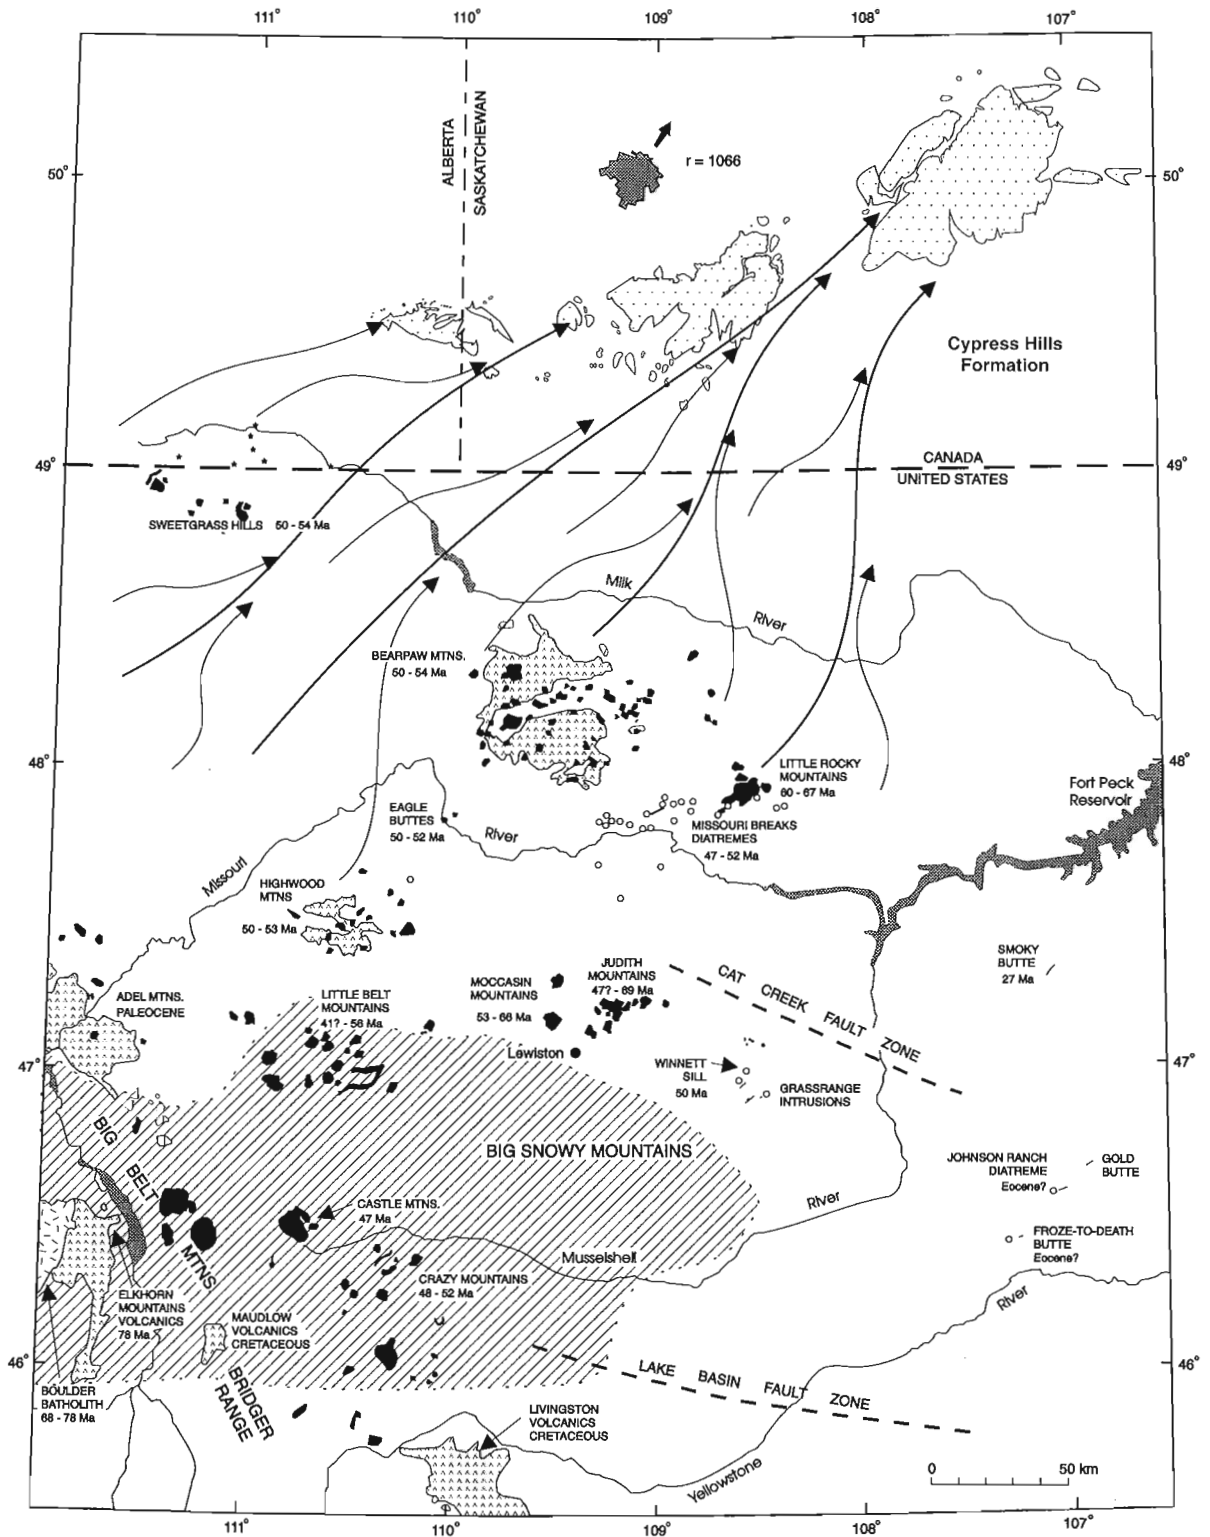 111°
110°
109°
108°
107°
ALBERTA
SASKATCHEWAN
r = 1066
50°
50°
Cypress Hills
Formation
49°
CANADA
49°
UNITED STATES
SWEETGRASS HILLS 50 - 54 Ma
Milk
River
BEARPAW MTNS.
50 - 54 Ma
48°
48°
LITTLE ROCKY
MOUNTAINS
60 - 67 Ma
Fort Peck
Reservoir
EAGLE
BUTTES
50 - 52 Ma
River
MISSOURI BREAKS
DIATREMES
47 - 52 Ma
Missouri
HIGHWOOD
MTNS
50 - 53 Ma
SMOKY
BUTTE
27 Ma
JUDITH
MOUNTAINS
47? - 69 Ma
CAT CREEK FAULT ZONE
MOCCASIN
MOUNTAINS
53 - 66 Ma
ADEL MTNS.
PALEOCENE
LITTLE BELT
MOUNTAINS
41? - 56 Ma
Lewiston
47°
47°
WINNETT
SILL
50 Ma
GRASSRANGE
INTRUSIONS
BIG BELT MTNS
BIG SNOWY MOUNTAINS
JOHNSON RANCH
DIATREME
Eocene?
GOLD
BUTTE
CASTLE MTNS.
47 Ma
River
Musselshell
FROZE-TO-DEATH
BUTTE
Eocene?
CRAZY MOUNTAINS
48 - 52 Ma
ELKHORN
MOUNTAINS
VOLCANICS
78 Ma
MAUDLOW
VOLCANICS
CRETACEOUS
River
46°
46°
LAKE BASIN FAULT ZONE
BOULDER
BATHOLITH
68 - 78 Ma
BRIDGER
RANGE
LIVINGSTON
VOLCANICS
CRETACEOUS
Yellowstone
0 50 km
111°
110°
109°
108°
107°